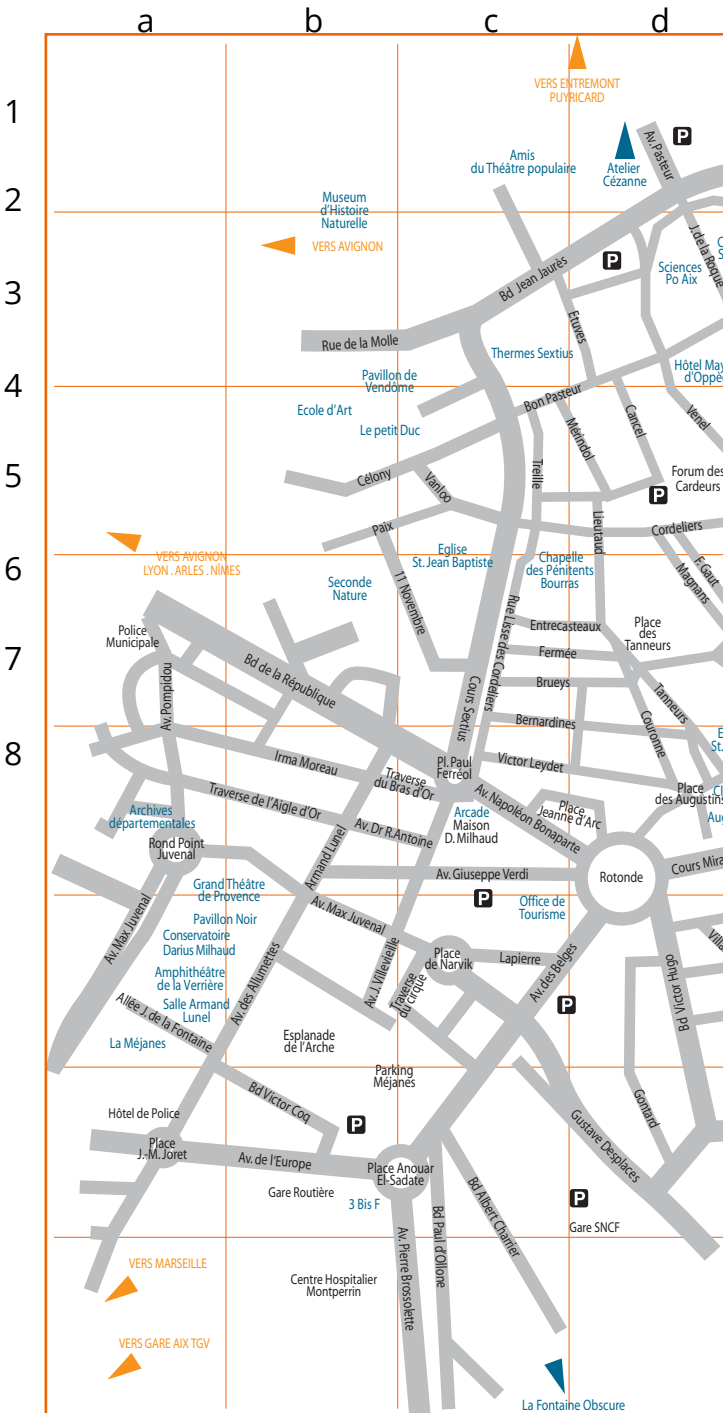 a
b
c
d
1
2
3
4
5
6
7
8
VERS ENTREMONT
PUYRICARD
P
Av. Pasteur
Amis
du Théâtre populaire
Atelier
Cézanne
Museum
d'Histoire
Naturelle
VERS AVIGNON
J. de la Roque
P
Sciences
Po Aix
Bd Jean Jaurès
Etuves
Rue de la Molle
Thermes Sextius
Pavillon de
Vendôme
Hôtel May
d'Oppè
Ecole d'Art
Le petit Duc
Bon Pasteur
Mérindol
Cancel
Venel
Célony
Vanloo
Treille
Forum des
Cardeurs
P
Lieutaud
Cordeliers
Paix
VERS AVIGNON
LYON . ARLES . NÎMES
Eglise
St. Jean Baptiste
Chapelle
des Pénitents
Bourras
F. Gaut
Magnans
Seconde
Nature
11 Novembre
Rue Lisse des Cordeliers
Entrecasteaux
Place
des
Tanneurs
Police
Municipale
Bd de la République
Fermée
Av. Pompidou
Cours Sextius
Brueys
Tanneurs
Couronne
Bernardines
E
St.
Irma Moreau
Pl. Paul
Ferréol
Victor Leydet
Traverse
du Bras d'Or
Traverse de l'Aigle d'Or
Av. Napoléon Bonaparte
Place
Jeanne d'Arc
Place
des Augustins
Cl
Aug
Archives
départementales
Arcade
Maison
D. Milhaud
Av. Dr R.Antoine
Rond Point
Juvenal
Armand Lunel
Av. Giuseppe Verdi
Rotonde
Cours Mira
Grand Théâtre
de Provence
P
Office de
Tourisme
Av. Max Juvenal
Av. Max Juvenal
Pavillon Noir
Conservatoire
Darius Milhaud
Place
de Narvik
Lapierre
Villa
Amphithéâtre
de la Verrière
Av. des Allumettes
Av. J. Villevieille
Traverse
du cirque
Av. des Belges
Bd Victor Hugo
Salle Armand
Lunel
P
Allée J. de la Fontaine
La Méjanes
Esplanade
de l'Arche
Parking
Méjanes
Hôtel de Police
Bd Victor Coq
P
Gontard
Gustave Desplaces
Place
J.-M. Joret
Av. de l'Europe
Place Anouar
El-Sadate
Gare Routière
3 Bis F
Bd Paul d'Ollone
Bd Albert Charrier
P
Gare SNCF
Av. Pierre Brossolette
VERS MARSEILLE
Centre Hospitalier
Montperrin
VERS GARE AIX TGV
La Fontaine Obscure